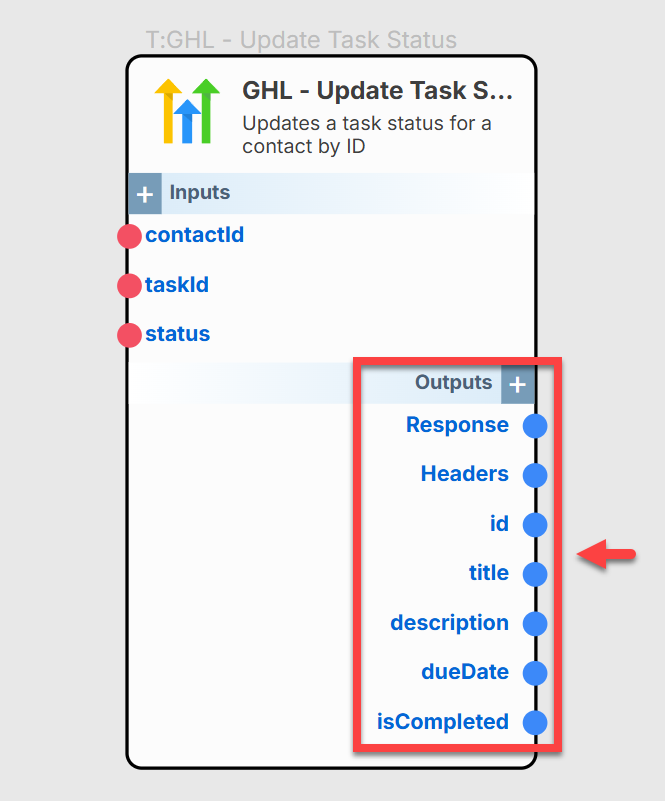 T:GHL - Update Task Status
GHL - Update Task S...
Updates a task status for a
contact by ID
+ Inputs
contactId
taskId
status
Outputs +
Response
Headers
id
title
description
dueDate
isCompleted